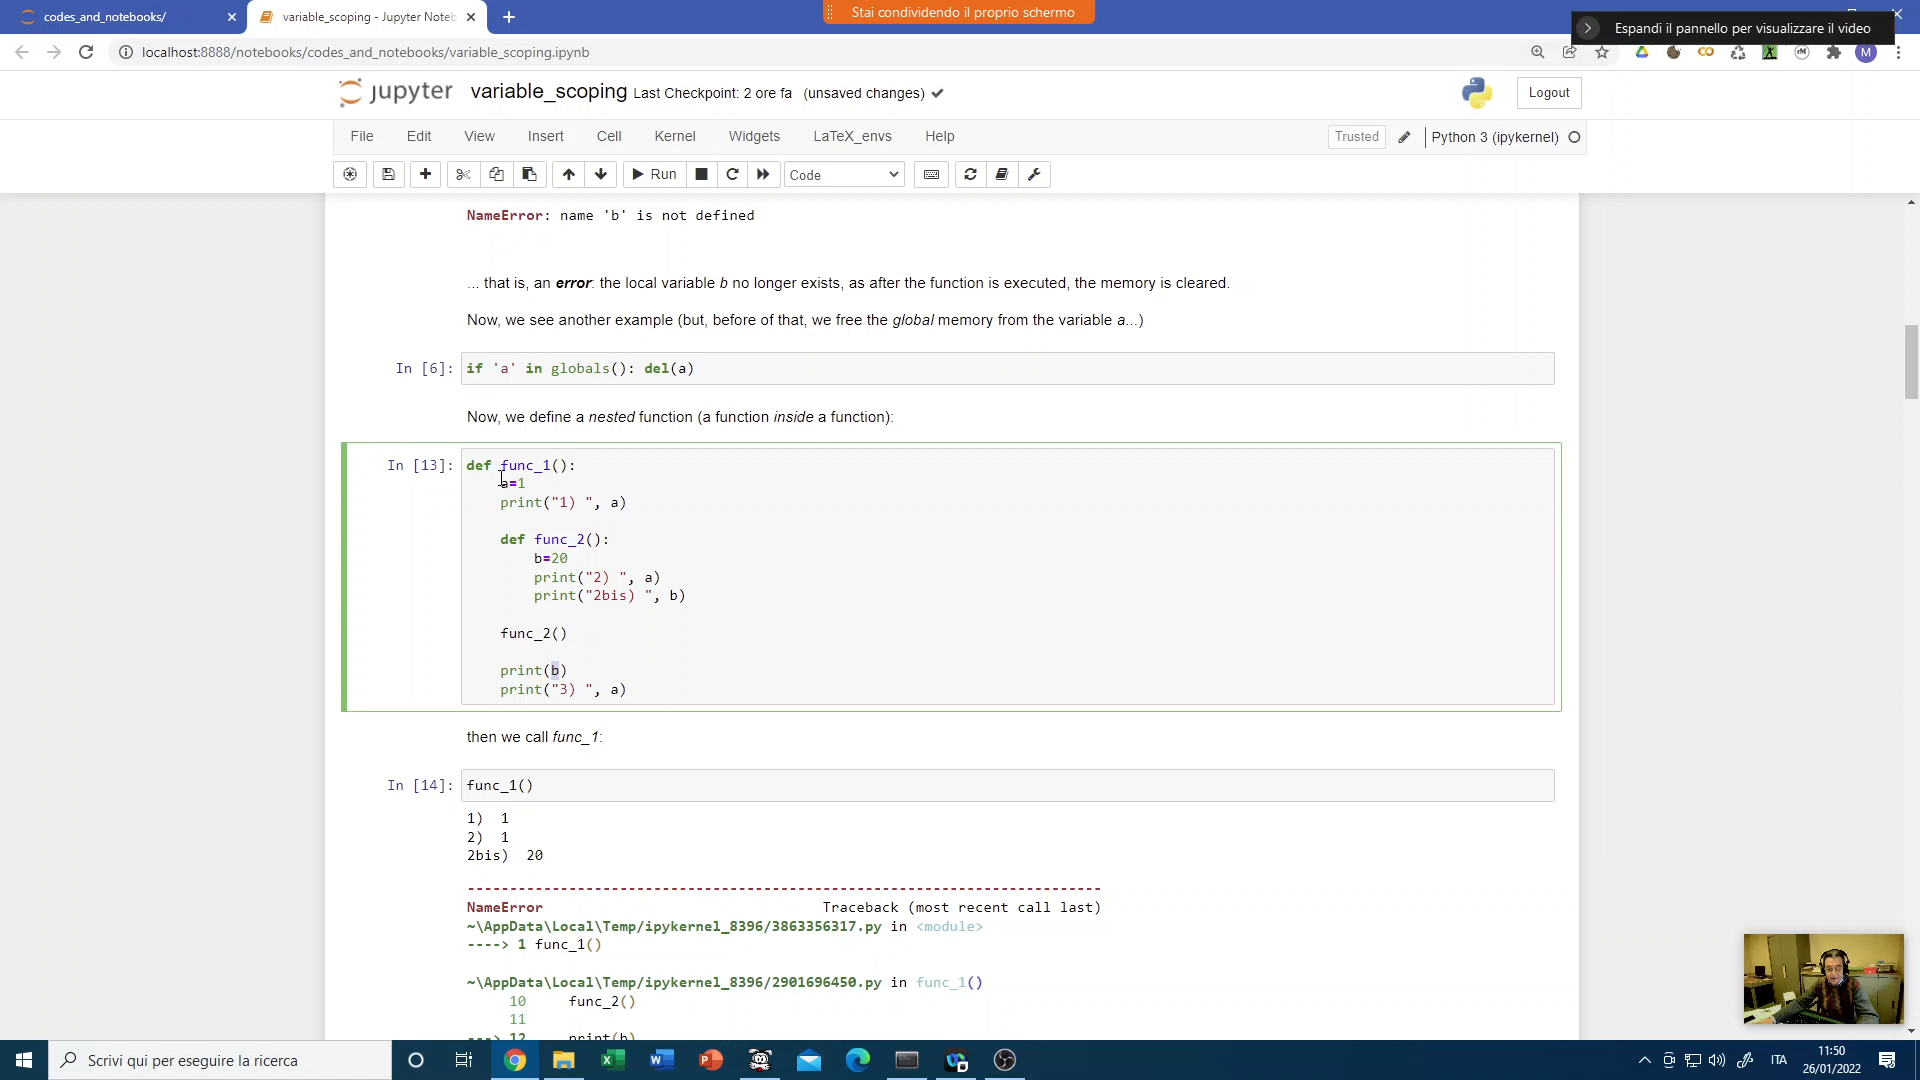 codes_and_notebooks/
variable_scoping - Jupyter Noteb
Stai condividendo il proprio schermo
Espandi il pannello per visualizzare il video
localhost:8888/notebooks/codes_and_notebooks/variable_scoping.ipynb
M
jupyter variable_scoping Last Checkpoint: 2 ore fa (unsaved changes)
Logout
File Edit View Insert Cell Kernel Widgets LaTeX_envs Help
Trusted Python 3 (ipykernel)
Run Code
NameError: name 'b' is not defined
... that is, an error: the local variable b no longer exists, as after the function is executed, the memory is cleared.
Now, we see another example (but, before of that, we free the global memory from the variable a...)
In [6]: if 'a' in globals(): del(a)
Now, we define a nested function (a function inside a function):
In [13]: def func_1():
a=1
print("1) ", a)
def func_2():
b=20
print("2) ", a)
print("2bis) ", b)
func_2()
print(b)
print("3) ", a)
then we call func_1:
In [14]: func_1()
1)  1
2)  1
2bis)  20
---------------------------------------------------------------------------
NameError Traceback (most recent call last)
~\AppData\Local\Temp/ipykernel_8396/3863356317.py in <module>
----> 1 func_1()
~\AppData\Local\Temp/ipykernel_8396/2901696450.py in func_1()
10 func_2()
11
---> 12 print(b)
Scrivi qui per eseguire la ricerca
ITA
11:50
26/01/2022